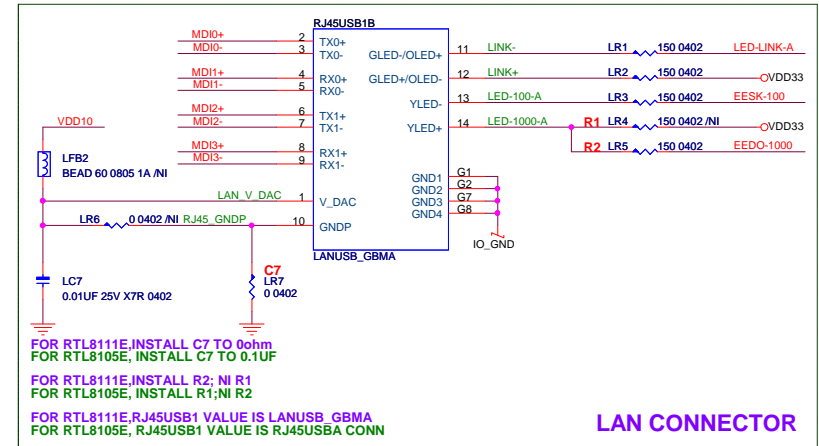 RJ45USB1B
MDI0+ 2 TX0+
MDI0- 3 TX0-
MDI1+ 4 RX0+
MDI1- 5 RX0-
MDI2+ 6 TX1+
MDI2- 7 TX1-
MDI3+ 8 RX1+
MDI3- 9 RX1-
GLED-/OLED+ 11 LINK- LR1 150 0402 LED-LINK-A
GLED+/OLED- 12 LINK+ LR2 150 0402 VDD33
YLED- 13 LED-100-A LR3 150 0402 EESK-100
YLED+ 14 LED-1000-A R1 LR4 150 0402 /NI VDD33
R2 LR5 150 0402 EEDO-1000
VDD10
LFB2
BEAD 60 0805 1A /NI
LAN_V_DAC 1 V_DAC
LR6 0 0402 /NI RJ45_GNDP 10 GNDP
GND1 G1
GND2 G2
GND3 G7
GND4 G8
IO_GND
LANUSB_GBMA
LC7
0.01UF 25V X7R 0402
C7
LR7
0 0402
FOR RTL8111E,INSTALL C7 TO 0ohm
FOR RTL8105E, INSTALL C7 TO 0.1UF
FOR RTL8111E,INSTALL R2; NI R1
FOR RTL8105E, INSTALL R1;NI R2
FOR RTL8111E,RJ45USB1 VALUE IS LANUSB_GBMA
FOR RTL8105E, RJ45USB1 VALUE IS RJ45USBA CONN
LAN CONNECTOR